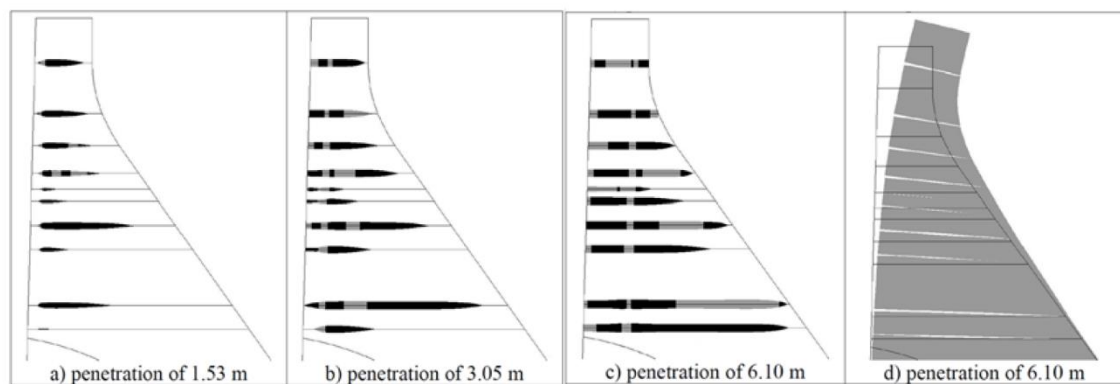 a) penetration of 1.53 m
b) penetration of 3.05 m
c) penetration of 6.10 m
d) penetration of 6.10 m